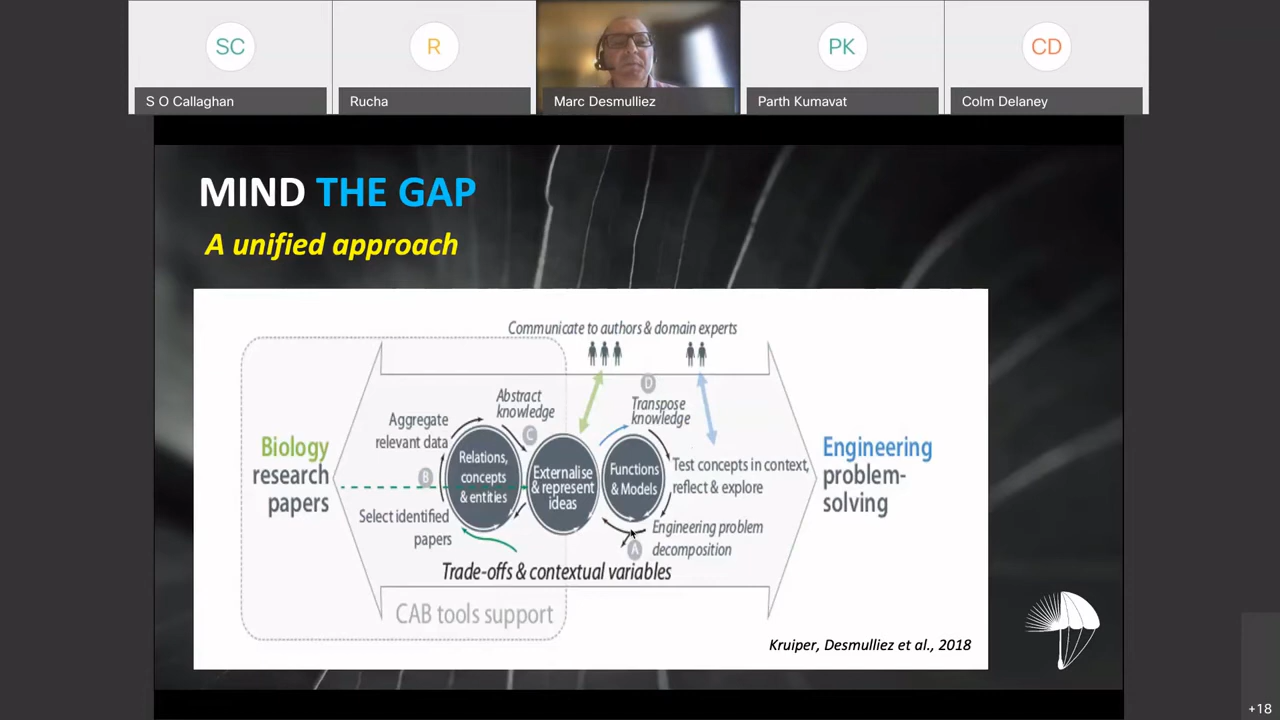 SC
R
PK
CD
S O Callaghan
Rucha
Marc Desmulliez
Parth Kumavat
Colm Delaney
MIND THE GAP
A unified approach
Communicate to authors & domain experts
D
Abstract
knowledge
Transpose
knowledge
Aggregate
relevant data
C
Biology
research
papers
B
Relations,
concepts
& entities
Externalise
& represent
ideas
Functions
& Models
Test concepts in context,
reflect & explore
Engineering
problem-
solving
Select identified
papers
Engineering problem
decomposition
A
Trade-offs & contextual variables
CAB tools support
Kruiper, Desmulliez et al., 2018
+18